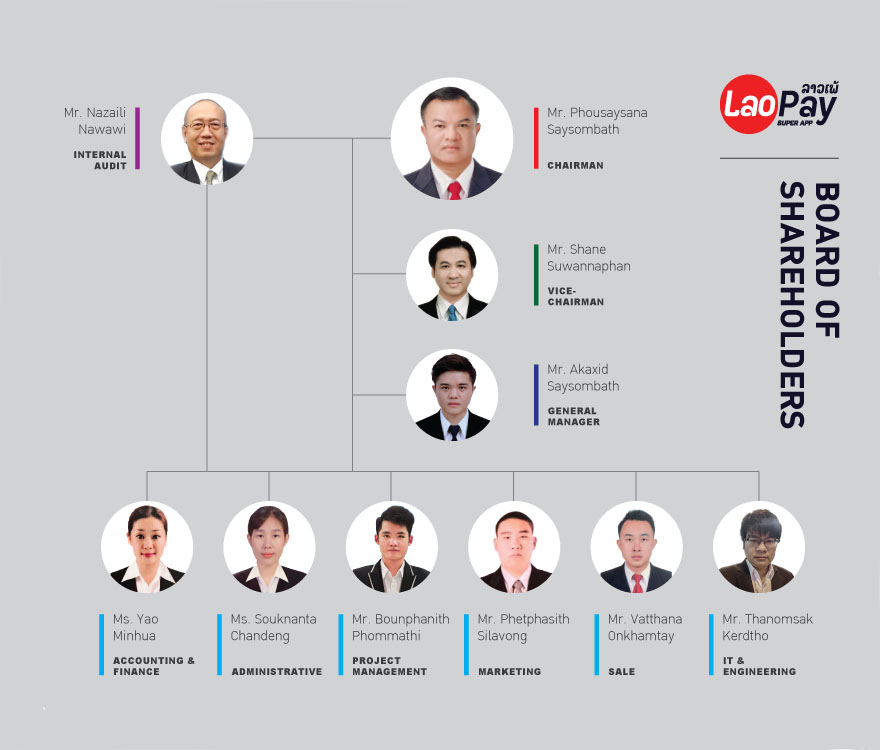 Mr. Nazaili
Nawawi
INTERNAL
AUDIT
Mr. Phousaysana
Saysombath
CHAIRMAN
ລາວເພ້
LaoPay
SUPER APP
BOARD OF
SHAREHOLDERS
Mr. Shane
Suwannaphan
VICE-
CHAIRMAN
Mr. Akaxid
Saysombath
GENERAL
MANAGER
Ms. Yao
Minhua
ACCOUNTING &
FINANCE
Ms. Souknanta
Chandeng
ADMINISTRATIVE
Mr. Bounphanith
Phommathi
PROJECT
MANAGEMENT
Mr. Phetphasith
Silavong
MARKETING
Mr. Vatthana
Onkhamtay
SALE
Mr. Thanomsak
Kerdtho
IT &
ENGINEERING